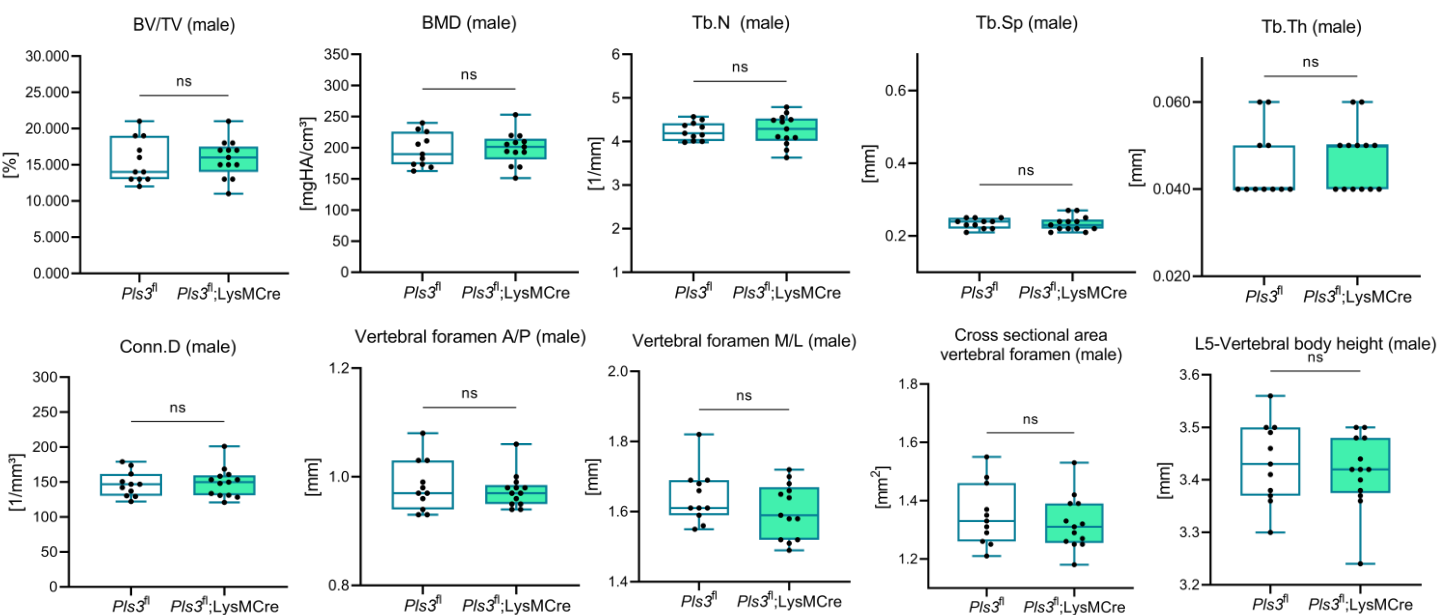 BV/TV (male)
30.000
25.000
20.000
15.000
10.000
5.000
0.000
[%]
ns
Pls3fl
Pls3fl;LysMCre
BMD (male)
350
300
250
200
150
100
50
0
[mgHA/cm³]
ns
Pls3fl
Pls3fl;LysMCre
Tb.N (male)
6
5
4
3
2
1
[1/mm]
ns
Pls3fl
Pls3fl;LysMCre
Tb.Sp (male)
0.6
0.4
0.2
[mm]
ns
Pls3fl
Pls3fl;LysMCre
Tb.Th (male)
0.060
0.040
0.020
[mm]
ns
Pls3fl
Pls3fl;LysMCre
Conn.D (male)
300
250
200
150
100
50
0
[1/mm³]
ns
Pls3fl
Pls3fl;LysMCre
Vertebral foramen A/P (male)
1.2
1.0
0.8
[mm]
ns
Pls3fl
Pls3fl;LysMCre
Vertebral foramen M/L (male)
2.0
1.8
1.6
1.4
[mm]
ns
Pls3fl
Pls3fl;LysMCre
Cross sectional area
vertebral foramen (male)
1.8
1.6
1.4
1.2
[mm²]
ns
Pls3fl
Pls3fl;LysMCre
L5-Vertebral body height (male)
ns
3.6
3.5
3.4
3.3
3.2
[mm]
Pls3fl
Pls3fl;LysMCre